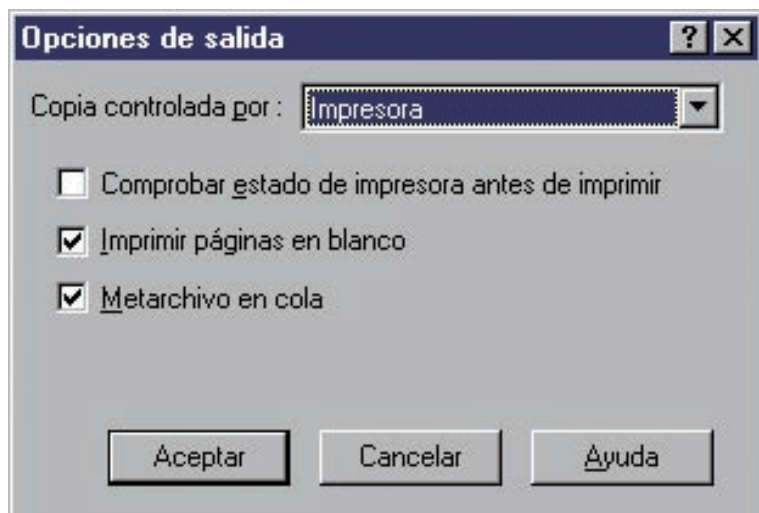 Opciones de salida
Copia controlada por : Impresora
Comprobar estado de impresora antes de imprimir
Imprimir páginas en blanco
Metarchivo en cola
Aceptar Cancelar Ayuda